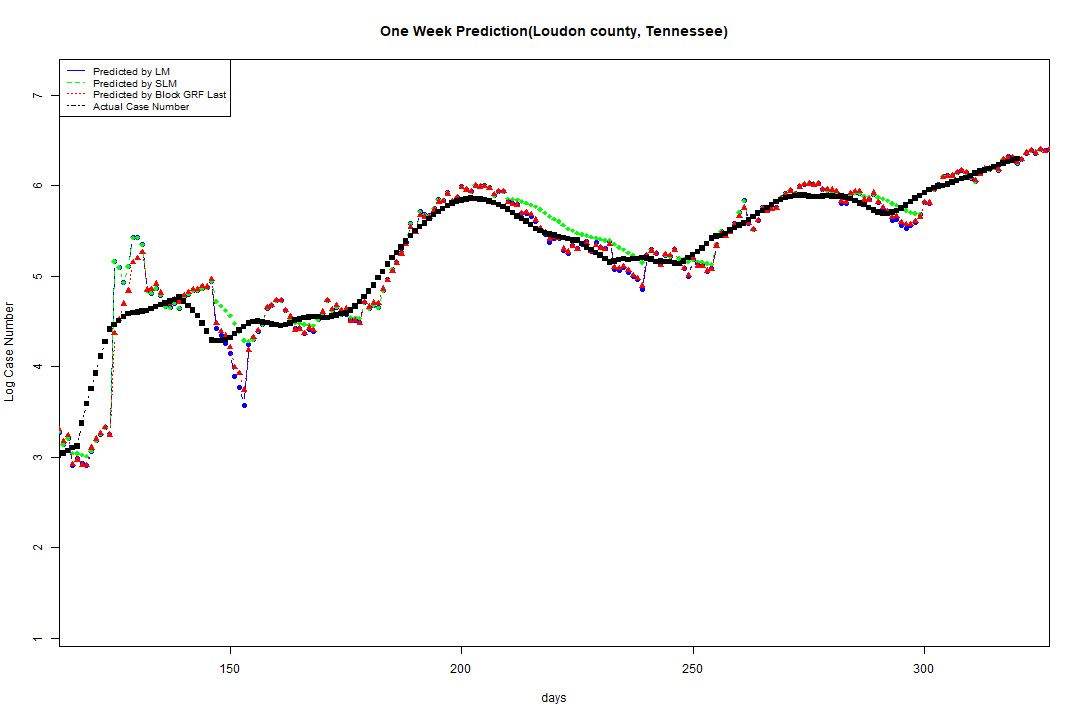 One Week Prediction(Loudon county, Tennessee)
Predicted by LM
Predicted by SLM
Predicted by Block GRF Last
Actual Case Number
7
6
5
4
3
2
1
Log Case Number
150 200 250 300
days